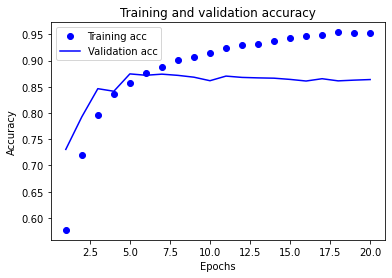 Training and validation accuracy
Training acc
Validation acc
Accuracy
0.95
0.90
0.85
0.80
0.75
0.70
0.65
0.60
2.5 5.0 7.5 10.0 12.5 15.0 17.5 20.0
Epochs